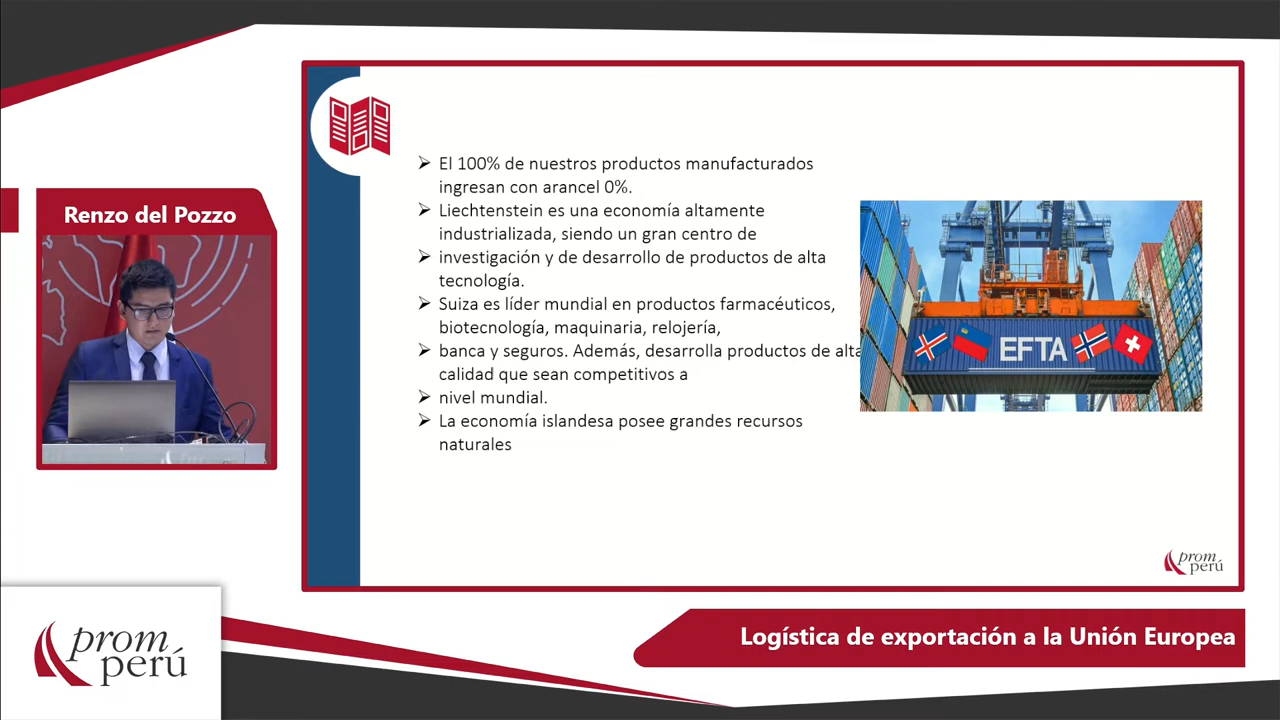 Renzo del Pozzo
➢ El 100% de nuestros productos manufacturados
ingresan con arancel 0%.
➢ Liechtenstein es una economía altamente
industrializada, siendo un gran centro de
➢ investigación y de desarrollo de productos de alta
tecnología.
➢ Suiza es líder mundial en productos farmacéuticos,
biotecnología, maquinaria, relojería,
➢ banca y seguros. Además, desarrolla productos de alta
calidad que sean competitivos a
➢ nivel mundial.
➢ La economía islandesa posee grandes recursos
naturales
EFTA
prom
perú
Logística de exportación a la Unión Europea
prom
perú